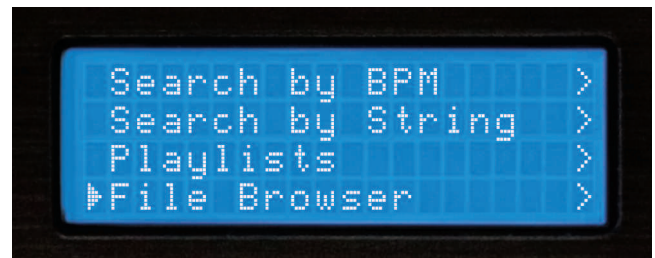 Search by BPM >
Search by String >
Playlists >
▶File Browser >